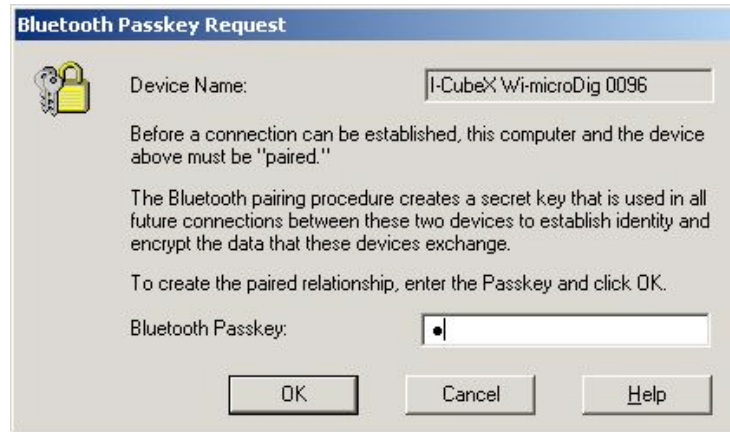 Bluetooth Passkey Request
Device Name:
I-CubeX Wi-microDig 0096
Before a connection can be established, this computer and the device
above must be "paired."
The Bluetooth pairing procedure creates a secret key that is used in all
future connections between these two devices to establish identity and
encrypt the data that these devices exchange.
To create the paired relationship, enter the Passkey and click OK.
Bluetooth Passkey:
●
OK
Cancel
Help